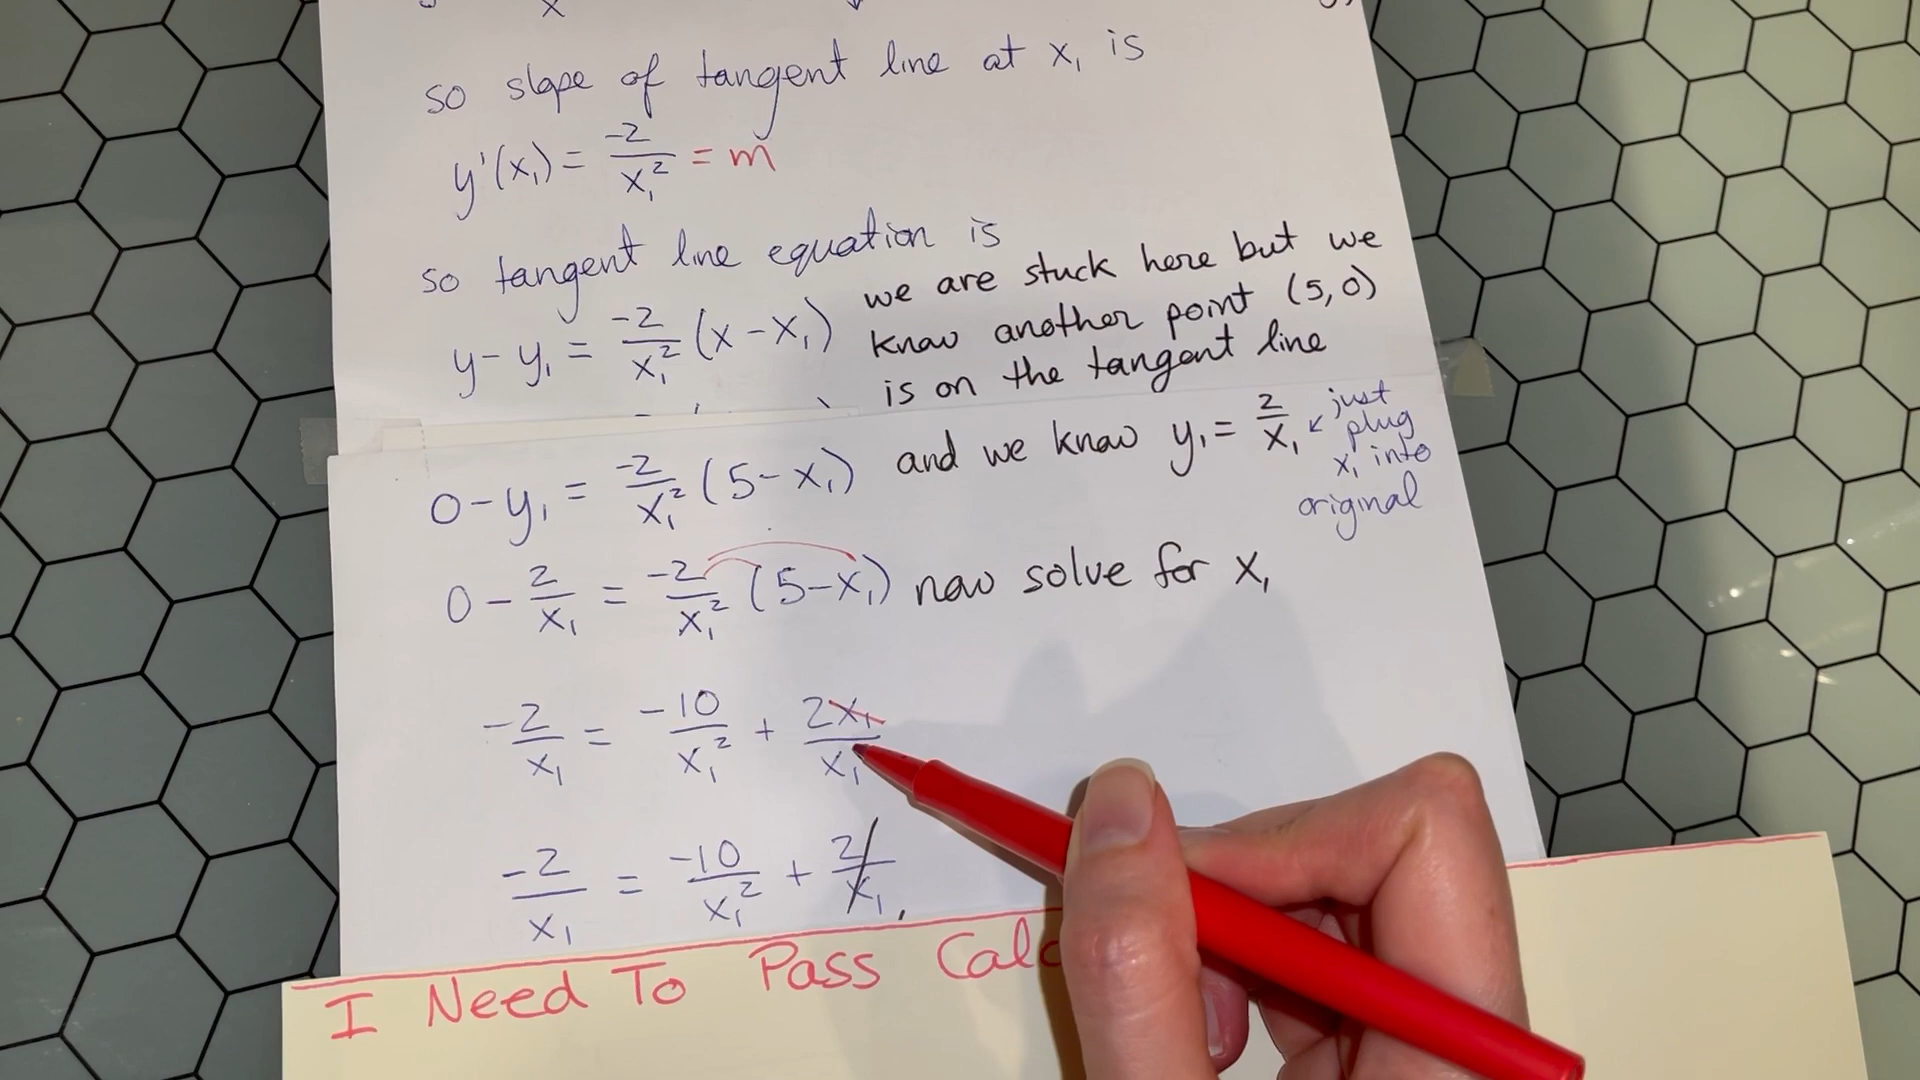 so slope of tangent line at x₁ is
y'(x₁) = -2/x₁² = m
so tangent line equation is
y - y₁ = -2/x₁² (x - x₁)
we are stuck here but we
know another point (5,0)
is on the tangent line
0 - y₁ = -2/x₁² (5 - x₁) and we know y₁ = 2/x₁
just
plug
x₁ into
original
0 - 2/x₁ = -2/x₁² (5 - x₁) now solve for x₁
-2/x₁ = -10/x₁² + 2x₁/x₁
-2/x₁ = -10/x₁² + 2/x₁
I Need To Pass Calc